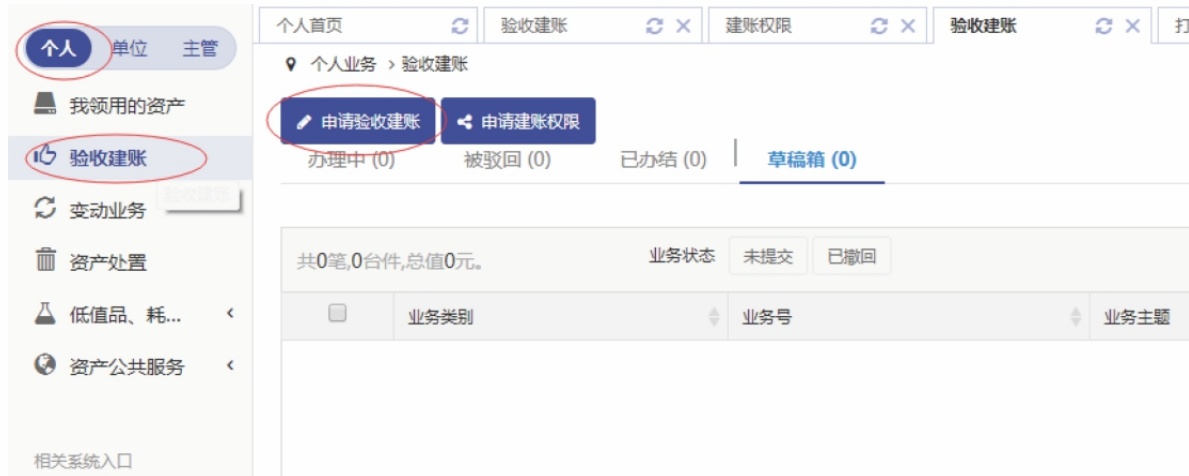 个人 单位 主管
我领用的资产
验收建账
验收建账
变动业务
资产处置
低值品、耗...
资产公共服务
相关系统入口
个人首页 验收建账 建账权限 验收建账 打
个人业务 > 验收建账
申请验收建账 申请建账权限
办理中 (0) 被驳回 (0) 已办结 (0) 草稿箱 (0)
共0笔,0台件,总值0元。 业务状态 未提交 已撤回
业务类别 业务号 业务主题